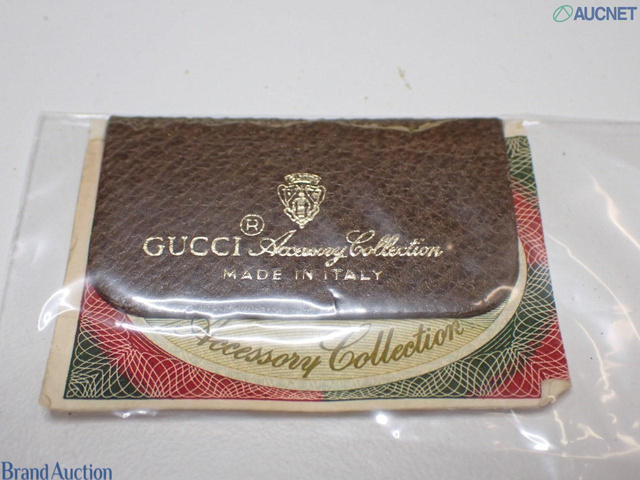 AUCNET
®
GUCCI Accessory Collection
MADE IN ITALY
Accessory Collection
Brand Auction